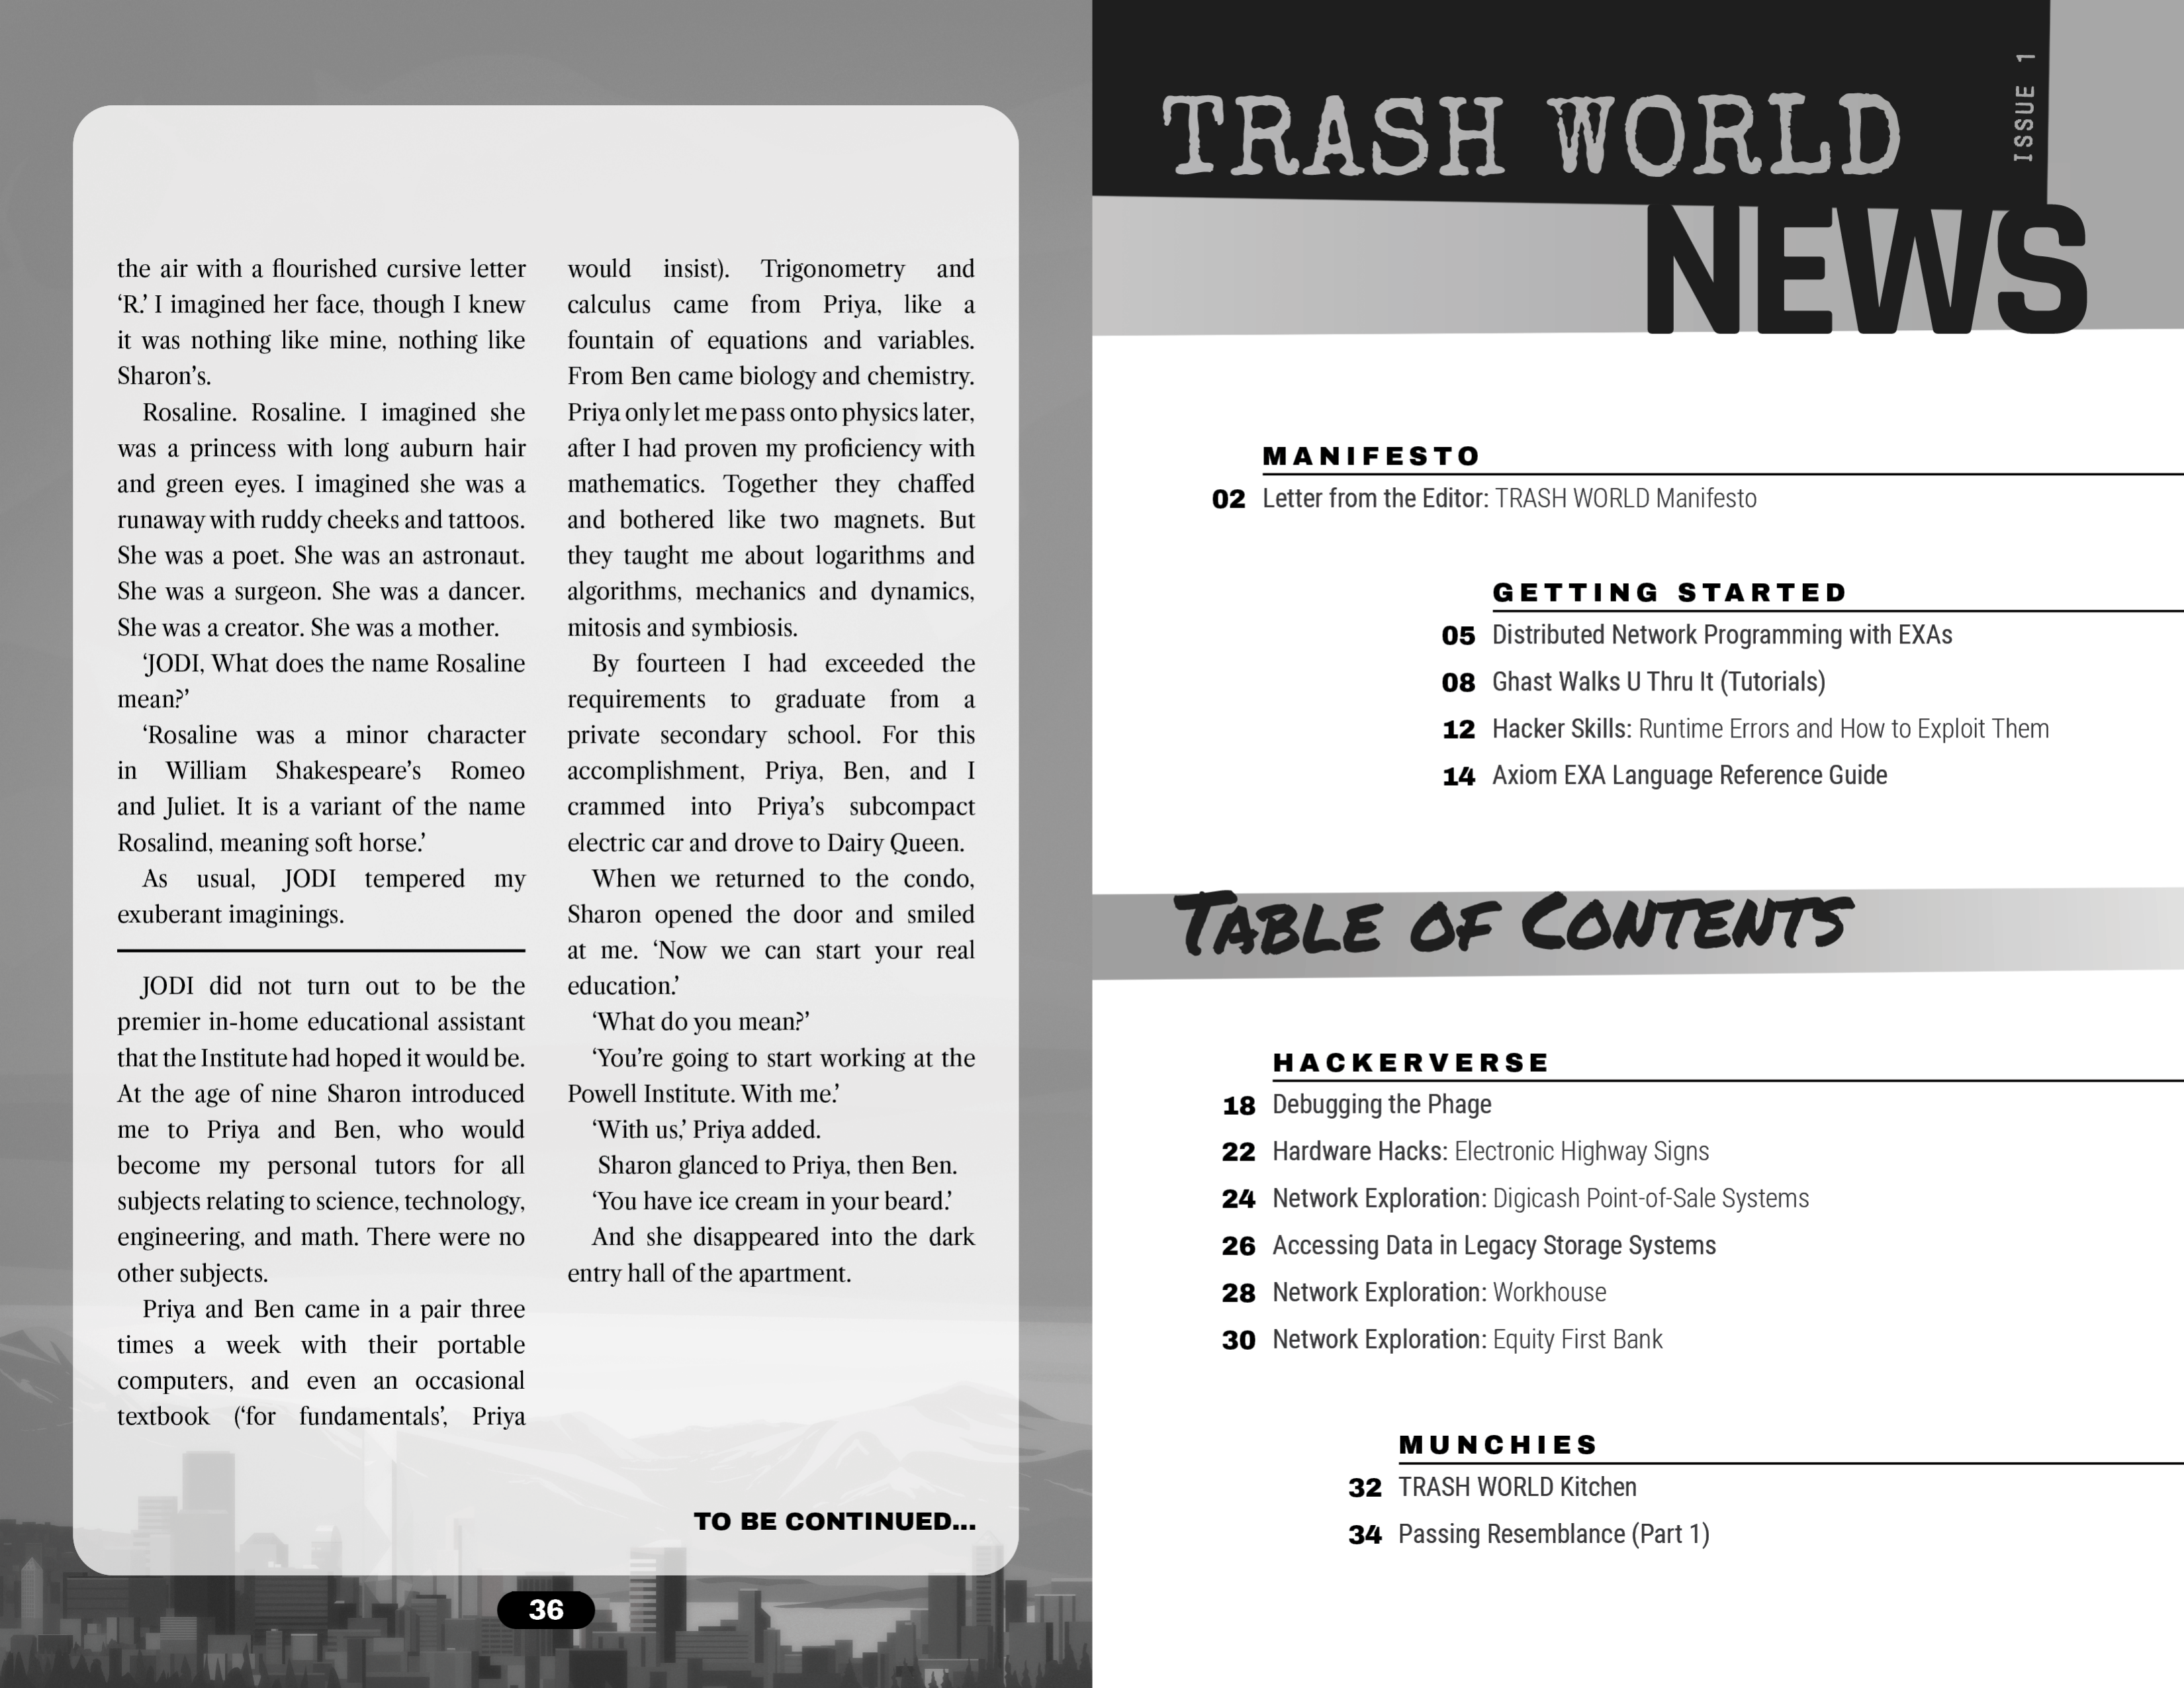 the air with a flourished cursive letter
‘R.’ I imagined her face, though I knew
it was nothing like mine, nothing like
Sharon’s.
Rosaline. Rosaline. I imagined she
was a princess with long auburn hair
and green eyes. I imagined she was a
runaway with ruddy cheeks and tattoos.
She was a poet. She was an astronaut.
She was a surgeon. She was a dancer.
She was a creator. She was a mother.
‘JODI, What does the name Rosaline
mean?’
‘Rosaline was a minor character
in William Shakespeare’s Romeo
and Juliet. It is a variant of the name
Rosalind, meaning soft horse.’
As usual, JODI tempered my
exuberant imaginings.
JODI did not turn out to be the
premier in-home educational assistant
that the Institute had hoped it would be.
At the age of nine Sharon introduced
me to Priya and Ben, who would
become my personal tutors for all
subjects relating to science, technology,
engineering, and math. There were no
other subjects.
Priya and Ben came in a pair three
times a week with their portable
computers, and even an occasional
textbook (‘for fundamentals’, Priya
would insist). Trigonometry and
calculus came from Priya, like a
fountain of equations and variables.
From Ben came biology and chemistry.
Priya only let me pass onto physics later,
after I had proven my proficiency with
mathematics. Together they chaffed
and bothered like two magnets. But
they taught me about logarithms and
algorithms, mechanics and dynamics,
mitosis and symbiosis.
By fourteen I had exceeded the
requirements to graduate from a
private secondary school. For this
accomplishment, Priya, Ben, and I
crammed into Priya’s subcompact
electric car and drove to Dairy Queen.
When we returned to the condo,
Sharon opened the door and smiled
at me. ‘Now we can start your real
education.’
‘What do you mean?’
‘You’re going to start working at the
Powell Institute. With me.’
‘With us,’ Priya added.
Sharon glanced to Priya, then Ben.
‘You have ice cream in your beard.’
And she disappeared into the dark
entry hall of the apartment.
TO BE CONTINUED...
36
TRASH WORLD
ISSUE 1
NEWS
MANIFESTO
02 Letter from the Editor: TRASH WORLD Manifesto
GETTING STARTED
05 Distributed Network Programming with EXAs
08 Ghast Walks U Thru It (Tutorials)
12 Hacker Skills: Runtime Errors and How to Exploit Them
14 Axiom EXA Language Reference Guide
TABLE OF CONTENTS
HACKERVERSE
18 Debugging the Phage
22 Hardware Hacks: Electronic Highway Signs
24 Network Exploration: Digicash Point-of-Sale Systems
26 Accessing Data in Legacy Storage Systems
28 Network Exploration: Workhouse
30 Network Exploration: Equity First Bank
MUNCHIES
32 TRASH WORLD Kitchen
34 Passing Resemblance (Part 1)